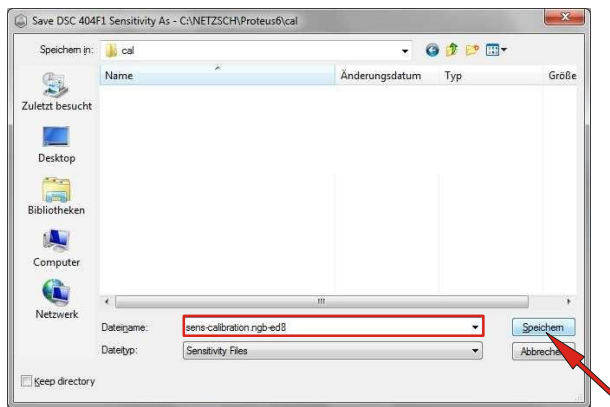 Save DSC 404F1 Sensitivity As - C:\NETZSCH\Proteus6\cal
Speichern in: cal
Name Änderungsdatum Typ Größe
Zuletzt besucht
Desktop
Bibliotheken
Computer
Netzwerk
Dateiname: sens-calibration.ngb-ed8 Speichern
Dateityp: Sensitivity Files Abbrechen
Keep directory